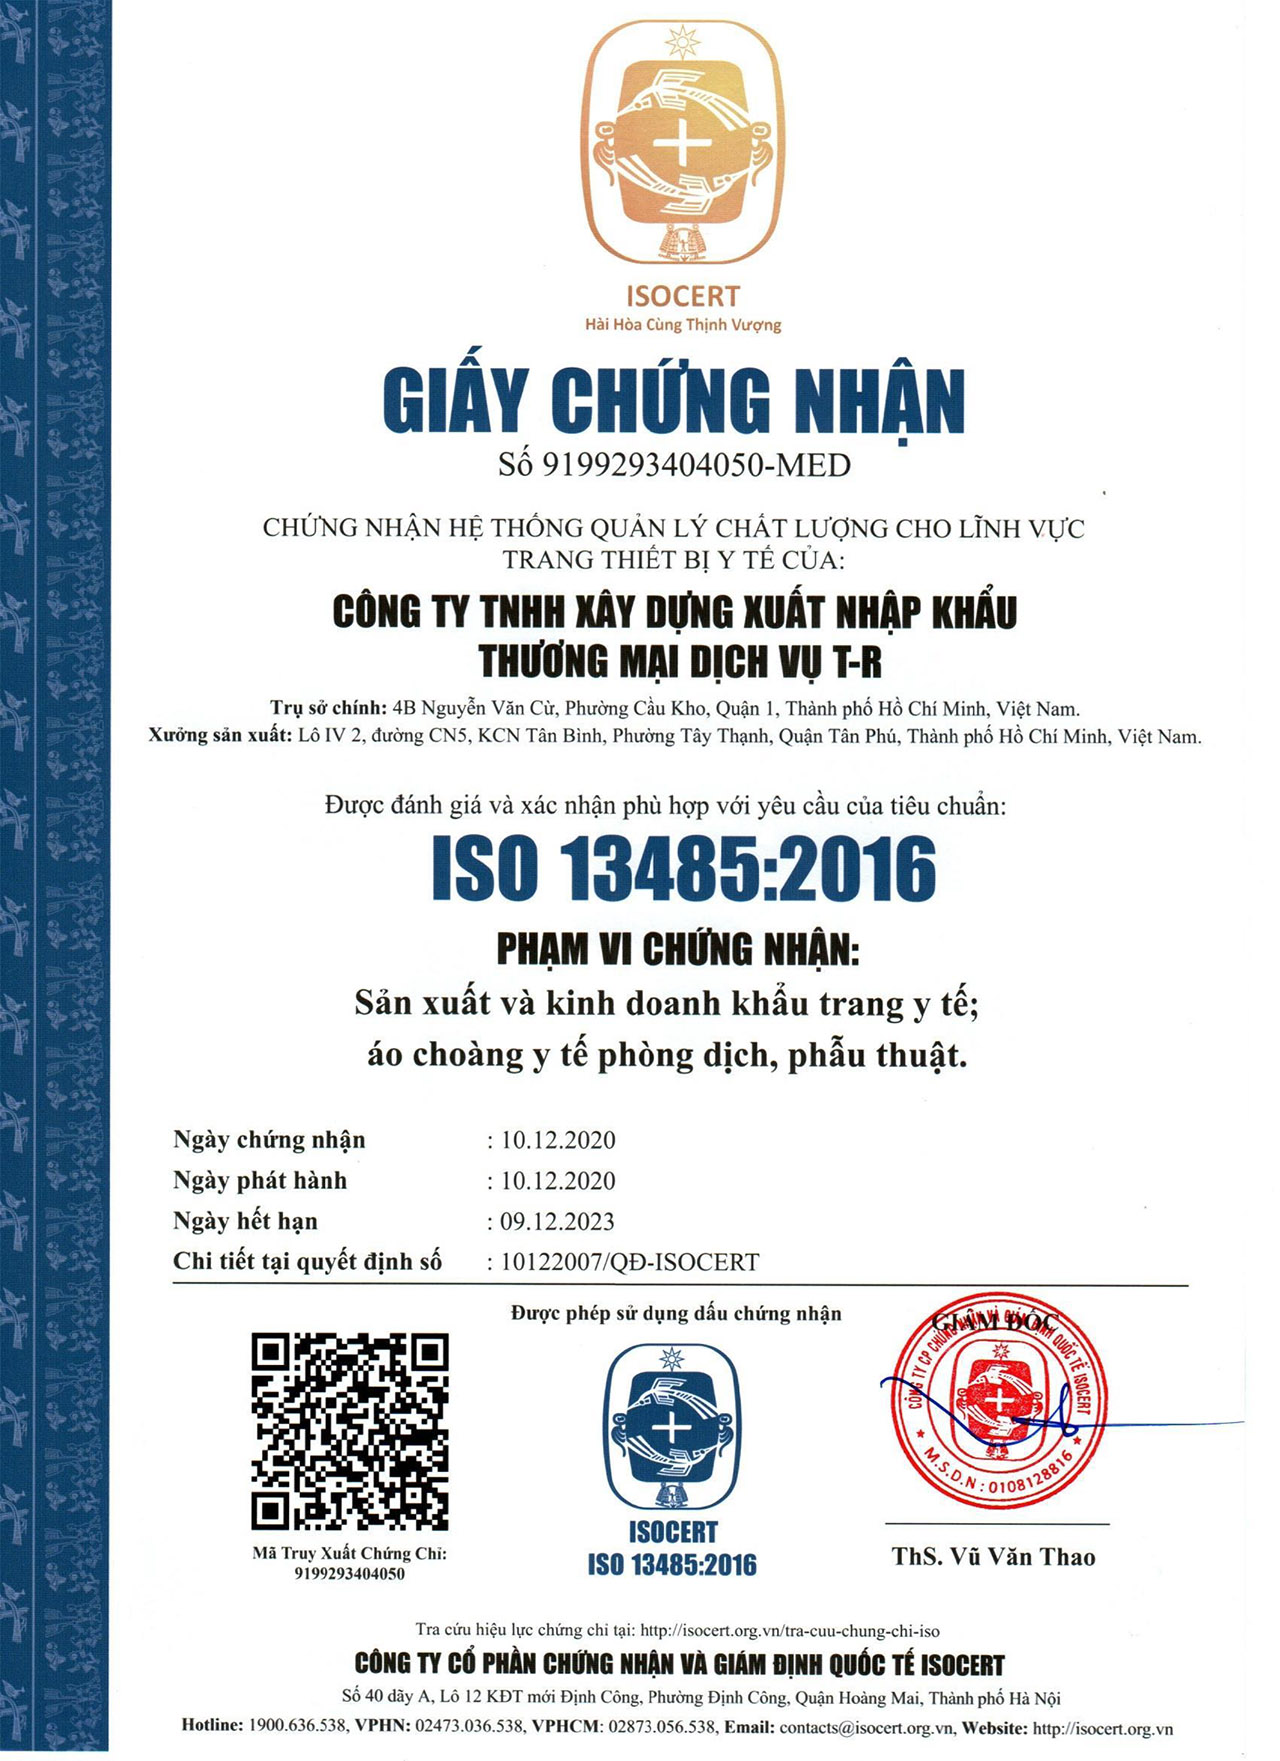 ISOCERT
Hài Hòa Cùng Thịnh Vượng
GIẤY CHỨNG NHẬN
Số 9199293404050-MED
CHỨNG NHẬN HỆ THỐNG QUẢN LÝ CHẤT LƯỢNG CHO LĨNH VỰC
TRANG THIẾT BỊ Y TẾ CỦA:
CÔNG TY TNHH XÂY DỰNG XUẤT NHẬP KHẨU
THƯƠNG MẠI DỊCH VỤ T-R
Trụ sở chính: 4B Nguyễn Văn Cừ, Phường Cầu Kho, Quận 1, Thành phố Hồ Chí Minh, Việt Nam.
Xưởng sản xuất: Lô IV 2, đường CN5, KCN Tân Bình, Phường Tây Thạnh, Quận Tân Phú, Thành phố Hồ Chí Minh, Việt Nam.
Được đánh giá và xác nhận phù hợp với yêu cầu của tiêu chuẩn:
ISO 13485:2016
PHẠM VI CHỨNG NHẬN:
Sản xuất và kinh doanh khẩu trang y tế;
áo choàng y tế phòng dịch, phẫu thuật.
Ngày chứng nhận : 10.12.2020
Ngày phát hành : 10.12.2020
Ngày hết hạn : 09.12.2023
Chi tiết tại quyết định số : 10122007/QĐ-ISOCERT
Được phép sử dụng dấu chứng nhận
GIÁM ĐỐC
CÔNG TY CP CHỨNG NHẬN VÀ GIÁM ĐỊNH QUỐC TẾ ISOCERT
M.S.D.N : 0108128816
ISOCERT
ISO 13485:2016
Mã Truy Xuất Chứng Chỉ:
9199293404050
ThS. Vũ Văn Thao
Tra cứu hiệu lực chứng chỉ tại: http://isocert.org.vn/tra-cuu-chung-chi-iso
CÔNG TY CỔ PHẦN CHỨNG NHẬN VÀ GIÁM ĐỊNH QUỐC TẾ ISOCERT
Số 40 dãy A, Lô 12 KĐT mới Định Công, Phường Định Công, Quận Hoàng Mai, Thành phố Hà Nội
Hotline: 1900.636.538, VPHN: 02473.036.538, VPHCM: 02873.056.538, Email: contacts@isocert.org.vn, Website: http://isocert.org.vn